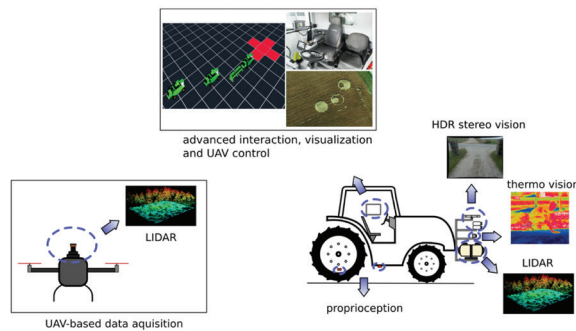 advanced interaction, visualization
and UAV control
HDR stereo vision
thermo vision
LIDAR
LIDAR
proprioception
UAV-based data aquisition